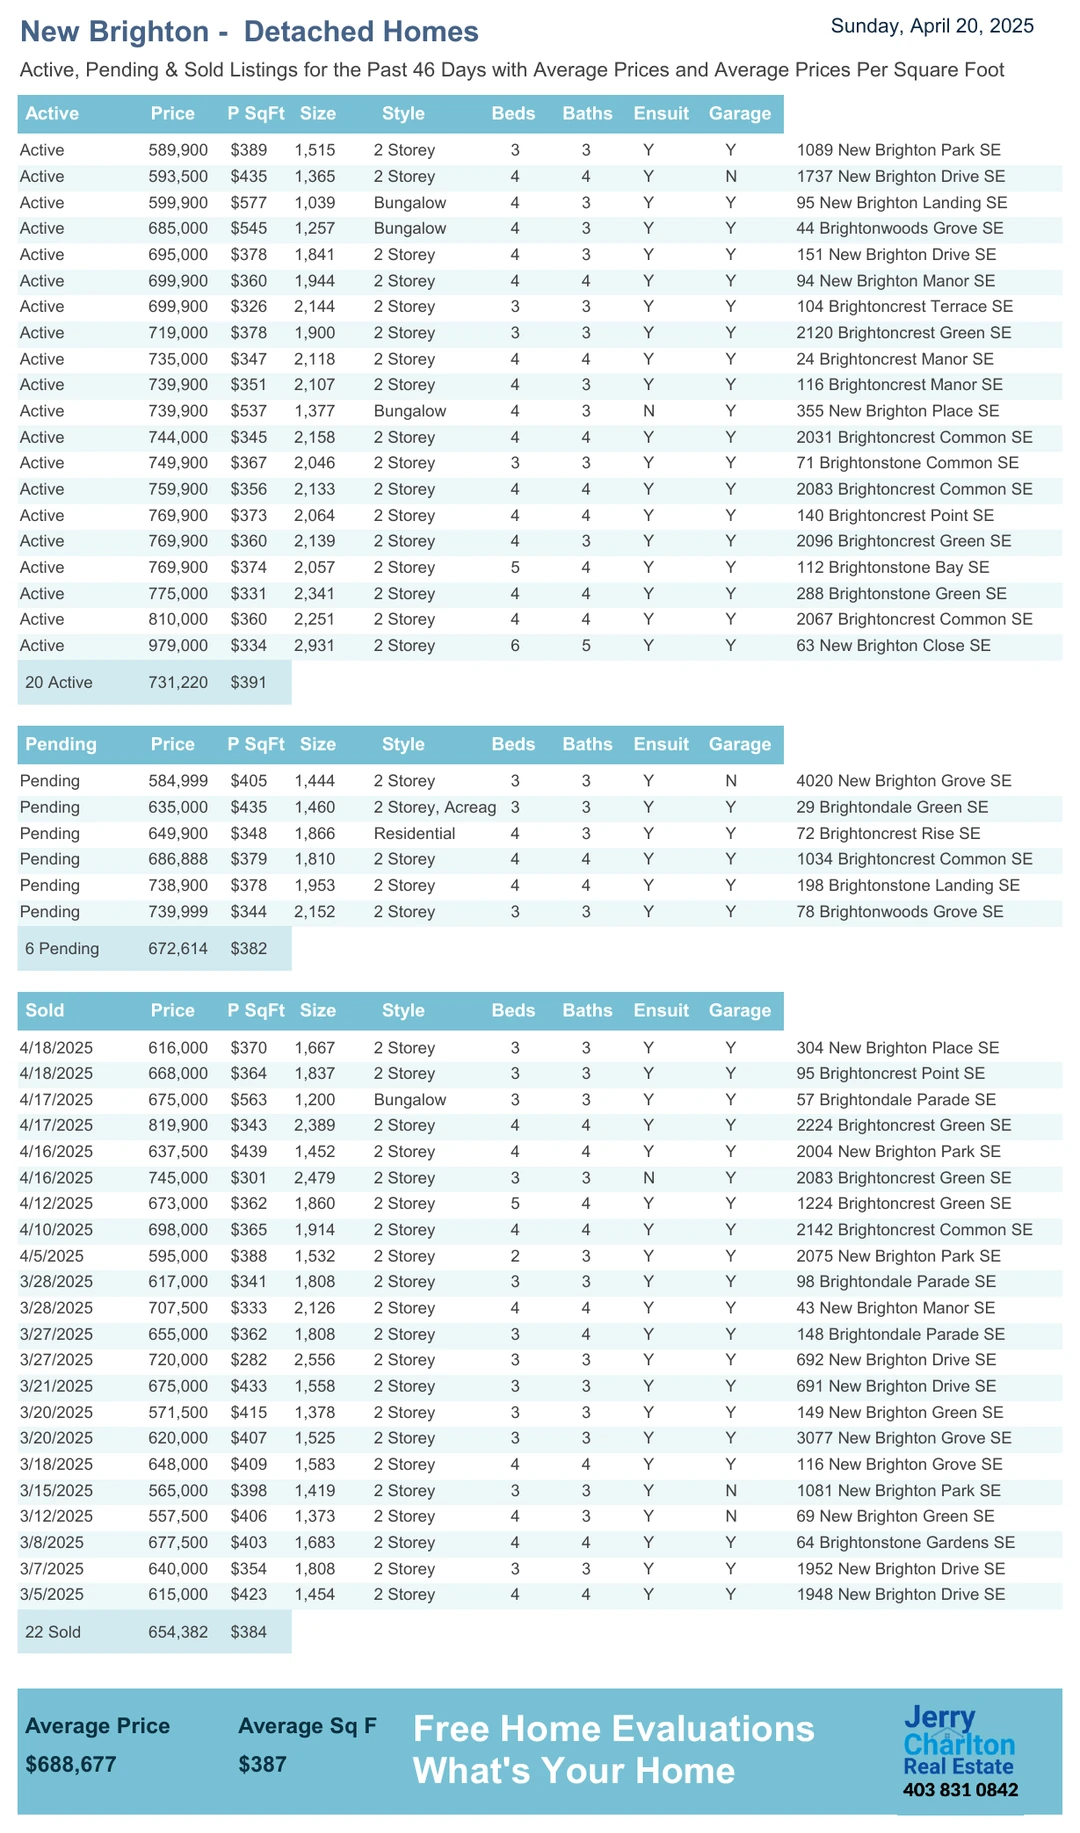 New Brighton - Detached Homes
Sunday, April 20, 2025
Active, Pending & Sold Listings for the Past 46 Days with Average Prices and Average Prices Per Square Foot
Active Price P SqFt Size Style Beds Baths Ensuit Garage
Active 589,900 $389 1,515 2 Storey 3 3 Y Y 1089 New Brighton Park SE
Active 593,500 $435 1,365 2 Storey 4 4 Y N 1737 New Brighton Drive SE
Active 599,900 $577 1,039 Bungalow 4 3 Y Y 95 New Brighton Landing SE
Active 685,000 $545 1,257 Bungalow 4 3 Y Y 44 Brightonwoods Grove SE
Active 695,000 $378 1,841 2 Storey 4 3 Y Y 151 New Brighton Drive SE
Active 699,900 $360 1,944 2 Storey 4 4 Y Y 94 New Brighton Manor SE
Active 699,900 $326 2,144 2 Storey 3 3 Y Y 104 Brightoncrest Terrace SE
Active 719,000 $378 1,900 2 Storey 3 3 Y Y 2120 Brightoncrest Green SE
Active 735,000 $347 2,118 2 Storey 4 4 Y Y 24 Brightoncrest Manor SE
Active 739,900 $351 2,107 2 Storey 4 3 Y Y 116 Brightoncrest Manor SE
Active 739,900 $537 1,377 Bungalow 4 3 N Y 355 New Brighton Place SE
Active 744,000 $345 2,158 2 Storey 4 4 Y Y 2031 Brightoncrest Common SE
Active 749,900 $367 2,046 2 Storey 3 3 Y Y 71 Brightonstone Common SE
Active 759,900 $356 2,133 2 Storey 4 4 Y Y 2083 Brightoncrest Common SE
Active 769,900 $373 2,064 2 Storey 4 4 Y Y 140 Brightoncrest Point SE
Active 769,900 $360 2,139 2 Storey 4 3 Y Y 2096 Brightoncrest Green SE
Active 769,900 $374 2,057 2 Storey 5 4 Y Y 112 Brightonstone Bay SE
Active 775,000 $331 2,341 2 Storey 4 4 Y Y 288 Brightonstone Green SE
Active 810,000 $360 2,251 2 Storey 4 4 Y Y 2067 Brightoncrest Common SE
Active 979,000 $334 2,931 2 Storey 6 5 Y Y 63 New Brighton Close SE
20 Active 731,220 $391
Pending Price P SqFt Size Style Beds Baths Ensuit Garage
Pending 584,999 $405 1,444 2 Storey 3 3 Y N 4020 New Brighton Grove SE
Pending 635,000 $435 1,460 2 Storey, Acreag 3 3 Y Y 29 Brightondale Green SE
Pending 649,900 $348 1,866 Residential 4 3 Y Y 72 Brightoncrest Rise SE
Pending 686,888 $379 1,810 2 Storey 4 4 Y Y 1034 Brightoncrest Common SE
Pending 738,900 $378 1,953 2 Storey 4 4 Y Y 198 Brightonstone Landing SE
Pending 739,999 $344 2,152 2 Storey 3 3 Y Y 78 Brightonwoods Grove SE
6 Pending 672,614 $382
Sold Price P SqFt Size Style Beds Baths Ensuit Garage
4/18/2025 616,000 $370 1,667 2 Storey 3 3 Y Y 304 New Brighton Place SE
4/18/2025 668,000 $364 1,837 2 Storey 3 3 Y Y 95 Brightoncrest Point SE
4/17/2025 675,000 $563 1,200 Bungalow 3 3 Y Y 57 Brightondale Parade SE
4/17/2025 819,900 $343 2,389 2 Storey 4 4 Y Y 2224 Brightoncrest Green SE
4/16/2025 637,500 $439 1,452 2 Storey 4 4 Y Y 2004 New Brighton Park SE
4/16/2025 745,000 $301 2,479 2 Storey 3 3 N Y 2083 Brightoncrest Green SE
4/12/2025 673,000 $362 1,860 2 Storey 5 4 Y Y 1224 Brightoncrest Green SE
4/10/2025 698,000 $365 1,914 2 Storey 4 4 Y Y 2142 Brightoncrest Common SE
4/5/2025 595,000 $388 1,532 2 Storey 2 3 Y Y 2075 New Brighton Park SE
3/28/2025 617,000 $341 1,808 2 Storey 3 3 Y Y 98 Brightondale Parade SE
3/28/2025 707,500 $333 2,126 2 Storey 4 4 Y Y 43 New Brighton Manor SE
3/27/2025 655,000 $362 1,808 2 Storey 3 4 Y Y 148 Brightondale Parade SE
3/27/2025 720,000 $282 2,556 2 Storey 3 3 Y Y 692 New Brighton Drive SE
3/21/2025 675,000 $433 1,558 2 Storey 3 3 Y Y 691 New Brighton Drive SE
3/20/2025 571,500 $415 1,378 2 Storey 3 3 Y Y 149 New Brighton Green SE
3/20/2025 620,000 $407 1,525 2 Storey 3 3 Y Y 3077 New Brighton Grove SE
3/18/2025 648,000 $409 1,583 2 Storey 4 4 Y Y 116 New Brighton Grove SE
3/15/2025 565,000 $398 1,419 2 Storey 3 3 Y N 1081 New Brighton Park SE
3/12/2025 557,500 $406 1,373 2 Storey 4 3 Y N 69 New Brighton Green SE
3/8/2025 677,500 $403 1,683 2 Storey 4 4 Y Y 64 Brightonstone Gardens SE
3/7/2025 640,000 $354 1,808 2 Storey 3 3 Y Y 1952 New Brighton Drive SE
3/5/2025 615,000 $423 1,454 2 Storey 4 4 Y Y 1948 New Brighton Drive SE
22 Sold 654,382 $384
Average Price Average Sq F
$688,677 $387
Free Home Evaluations
What's Your Home
Jerry
Charlton
Real Estate
403 831 0842